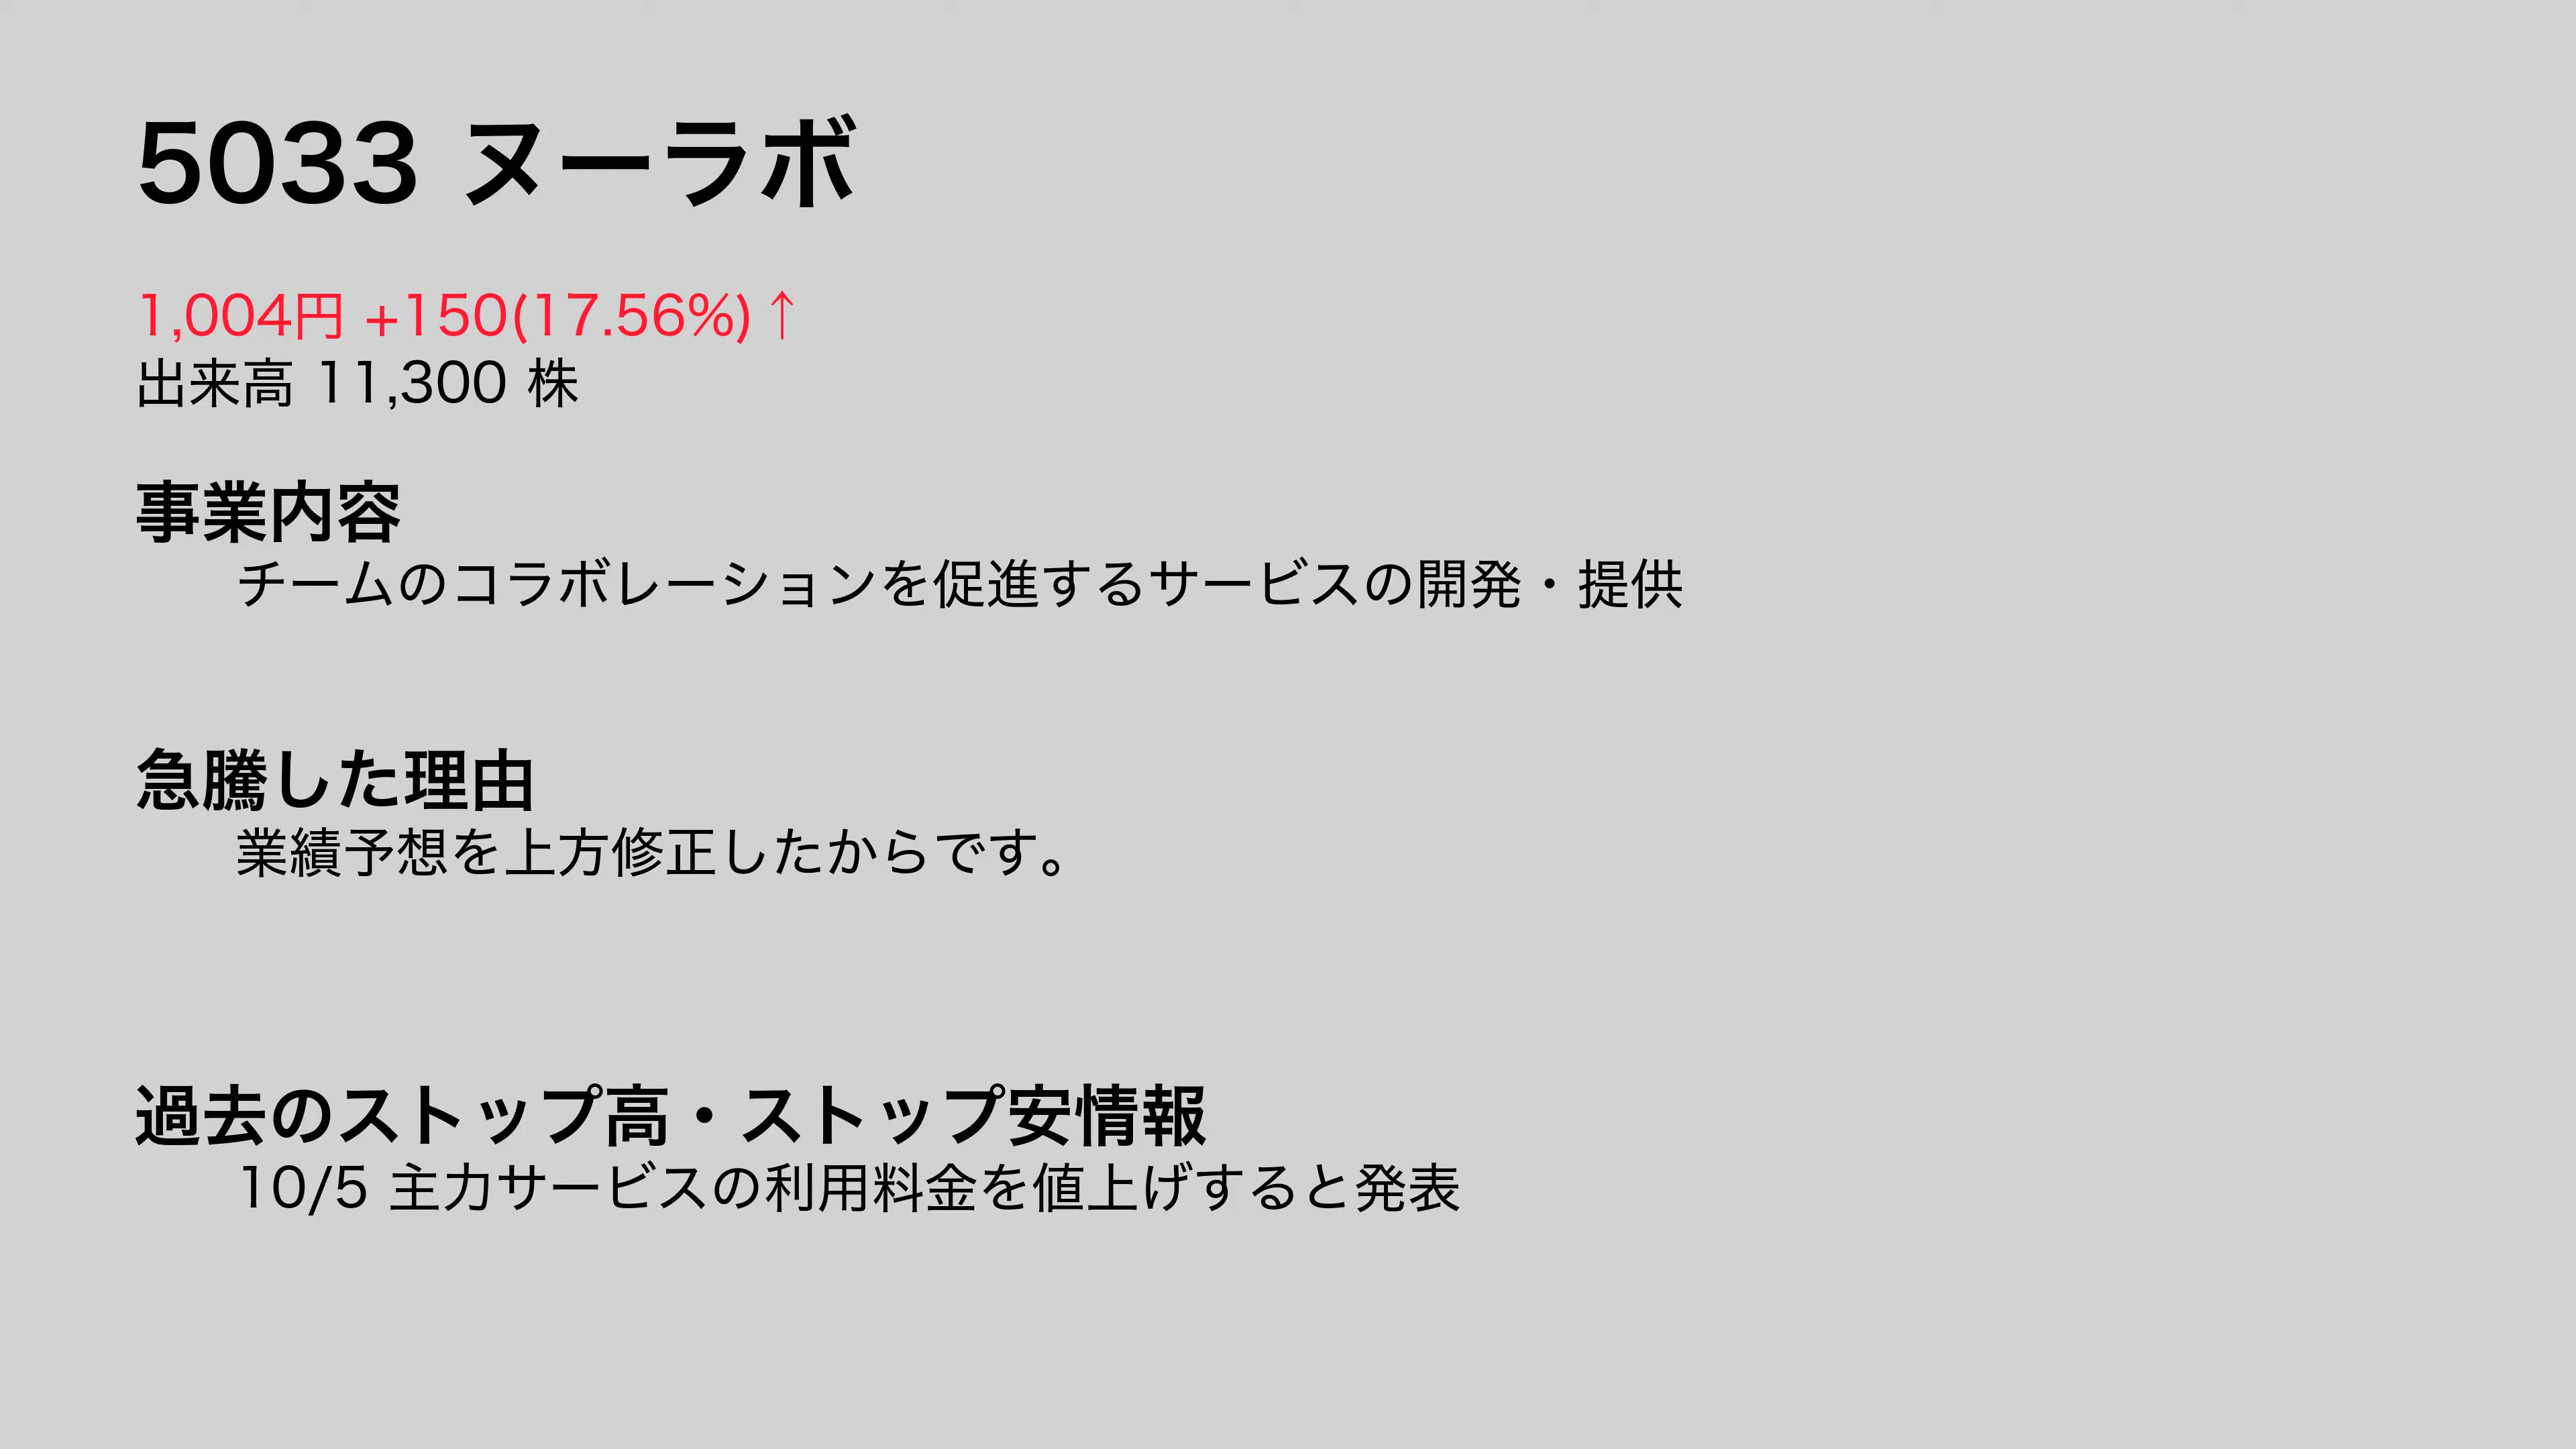 5033 ヌーラボ
1,004円 +150(17.56%)↑
出来高 11,300 株
事業内容
チームのコラボレーションを促進するサービスの開発・提供
急騰した理由
業績予想を上方修正したからです。
過去のストップ高・ストップ安情報
10/5 主力サービスの利用料金を値上げすると発表